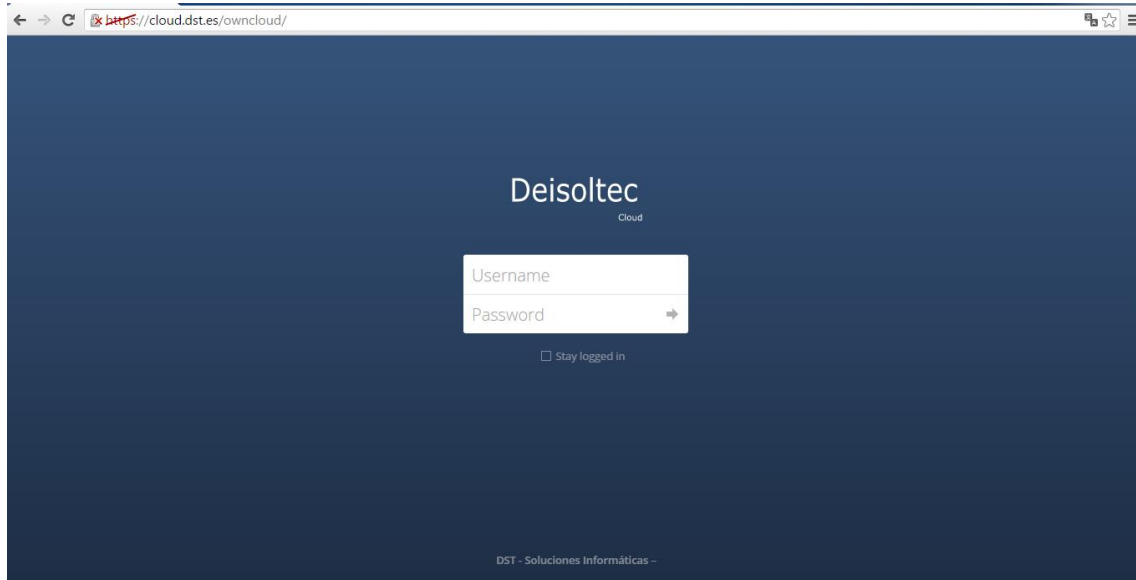 https://cloud.dst.es/owncloud/
Deisoltec
Cloud
Username
Password
Stay logged in
DST - Soluciones Informáticas –